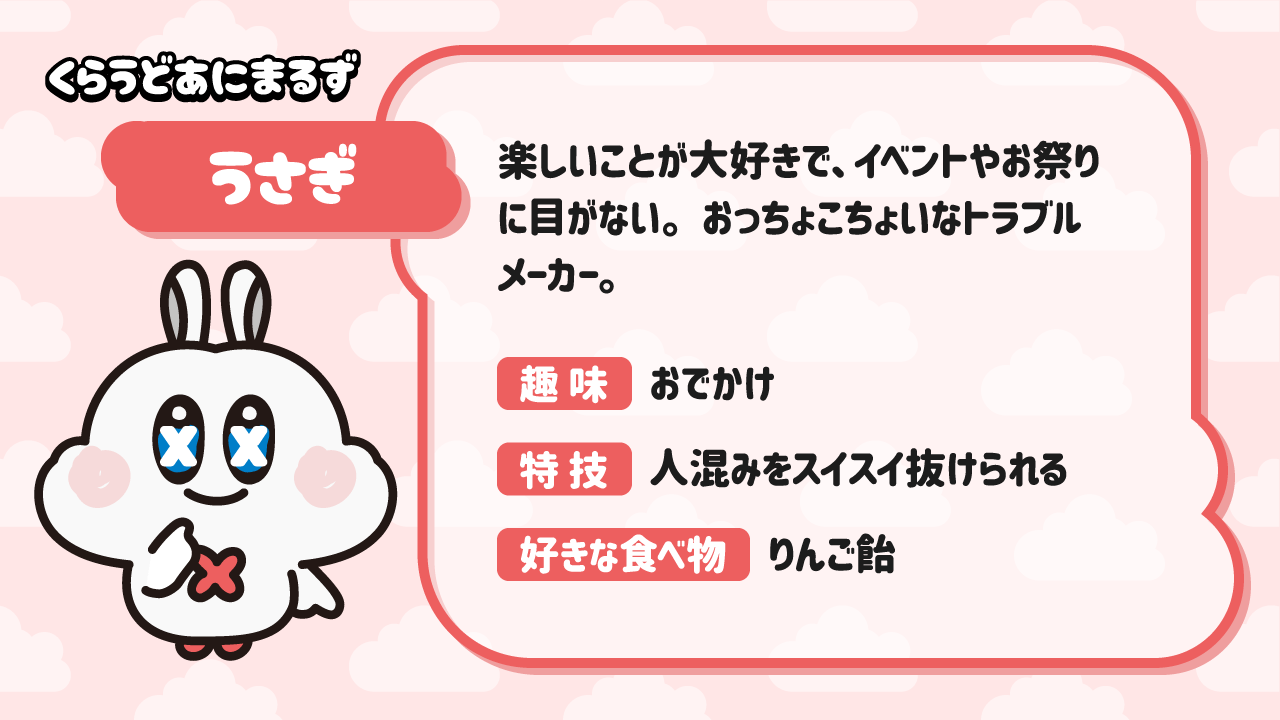 くらうどあにまるず
うさぎ
楽しいことが大好きで、イベントやお祭り
に目がない。おっちょこちょいなトラブル
メーカー。
趣味 おでかけ
特技 人混みをスイスイ抜けられる
好きな食べ物 りんご飴